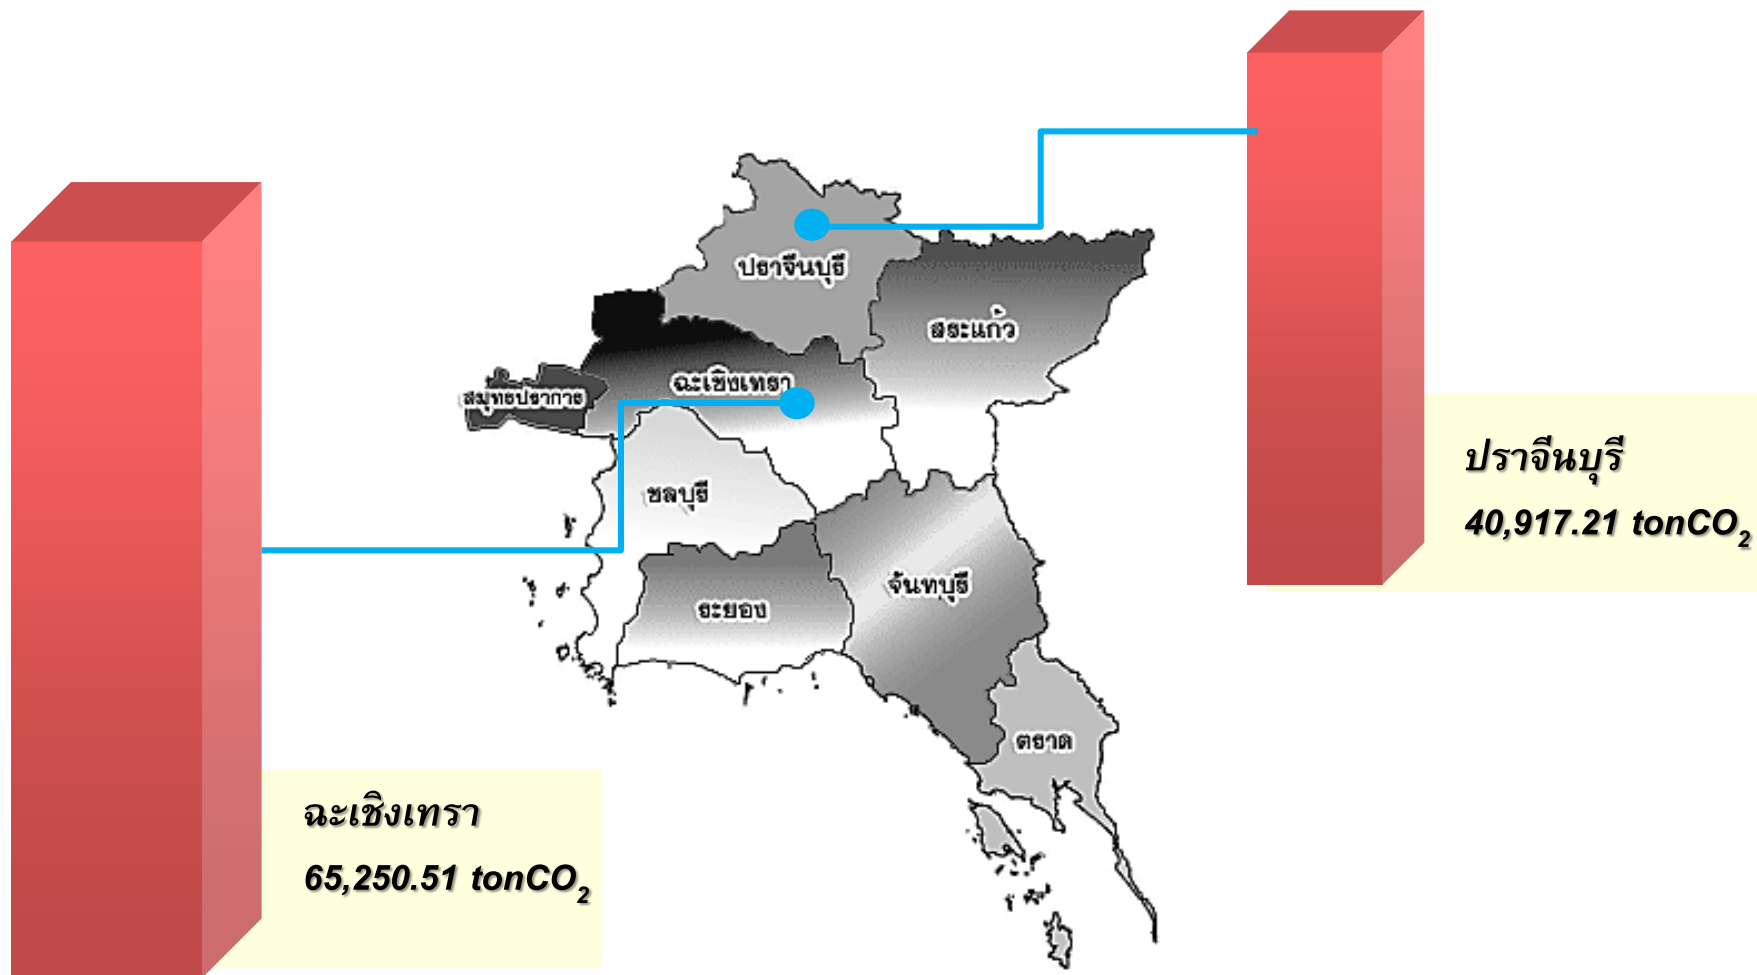 ปราจีนบุรี
สระแก้ว
ฉะเชิงเทรา
สมุทรปราการ
ชลบุรี
จันทบุรี
ระยอง
ตราด
ปราจีนบุรี
40,917.21 tonCO₂
ฉะเชิงเทรา
65,250.51 tonCO₂